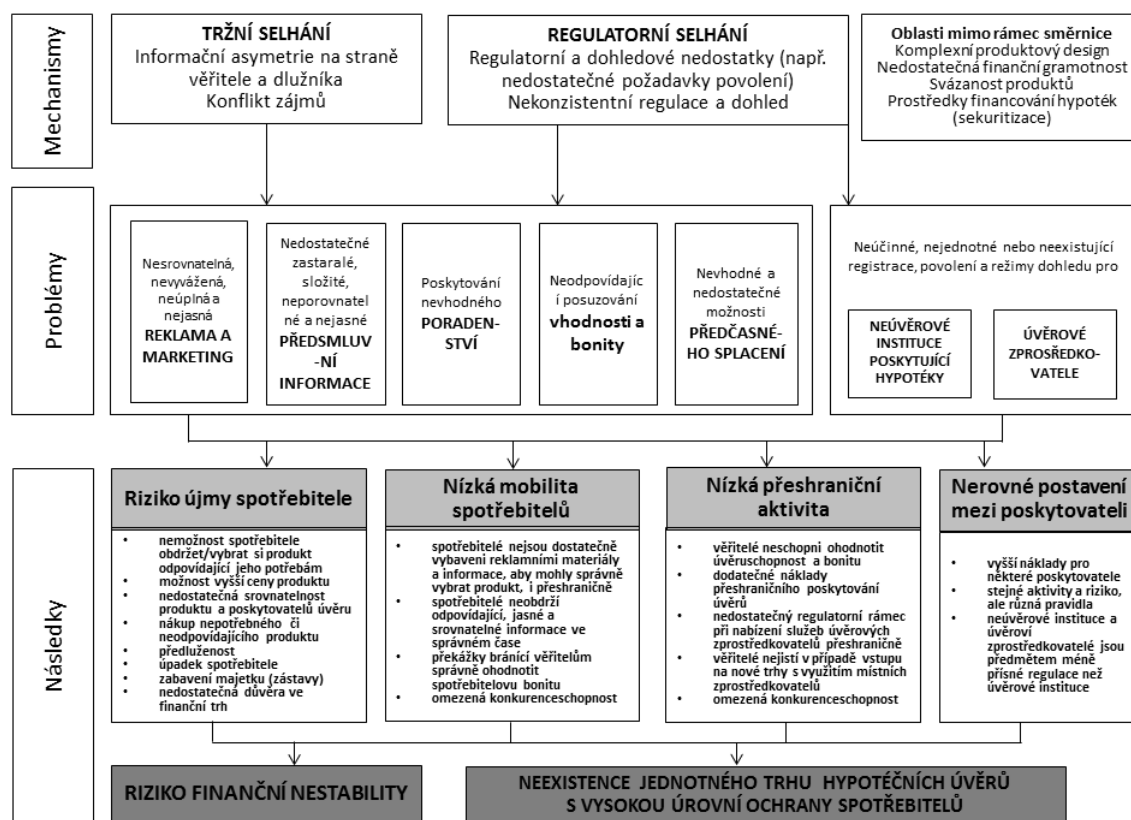 Mechanismy
TRŽNÍ SELHÁNÍ
Informační asymetrie na straně
věřitele a dlužníka
Konflikt zájmů
REGULATORNÍ SELHÁNÍ
Regulatorní a dohledové nedostatky (např.
nedostatečné požadavky povolení)
Nekonzistentní regulace a dohled
Oblasti mimo rámec směrnice
Komplexní produktový design
Nedostatečná finanční gramotnost
Svázanost produktů
Prostředky financování hypoték
(sekuritizace)
Problémy
Nesrovnatelná,
nevyvážená,
neúplná a
nejasná
REKLAMA A
MARKETING
Nedostatečné
zastaralé,
složité,
neporovnatel
né a nejasné
PŘEDSMLUV
-NÍ
INFORMACE
Poskytování
nevhodného
PORADEN-
STVÍ
Neodpovídajíc
í posuzování
vhodnosti a
bonity
Nevhodné a
nedostatečné
možnosti
PŘEDČASNÉ-
HO SPLACENÍ
Neúčinné, nejednotné nebo neexistující
registrace, povolení a režimy dohledu pro
NEÚVĚROVÉ
INSTITUCE
POSKYTUJÍCÍ
HYPOTÉKY
ÚVĚROVÉ
ZPROSŘEDKO-
VATELE
Následky
Riziko újmy spotřebitele
• nemožnost spotřebitele
obdržet/vybrat si produkt
odpovídající jeho potřebám
• možnost vyšší ceny produktu
• nedostatečná srovnatelnost
produktu a poskytovatelů úvěru
• nákup nepotřebného či
neodpovídajícího produktu
• předluženost
• úpadek spotřebitele
• zabavení majetku (zástavy)
• nedostatečná důvěra ve
finanční trh
Nízká mobilita
spotřebitelů
• spotřebitelé nejsou dostatečně
vybaveni reklamními materiály
a informace, aby mohly správně
vybrat produkt, i přeshraničně
• spotřebitelé neobdrží
odpovídající, jasné a
srovnatelné informace ve
správném čase
• překážky bránící věřitelům
správně ohodnotit
spotřebitelovu bonitu
• omezená konkurenceschopnost
Nízká přeshraniční
aktivita
• věřitelé neschopni ohodnotit
úvěruschopnost a bonitu
• dodatečné náklady
přeshraničního poskytování
úvěrů
• nedostatečný regulatorní rámec
při nabízení služeb úvěrových
zprostředkovatelů přeshraničně
• věřitelé nejistí v případě vstupu
na nové trhy s využitím místních
zprostředkovatelů
• omezená konkurenceschopnost
Nerovné postavení
mezi poskytovateli
• vyšší náklady pro
některé poskytovatele
• stejné aktivity a riziko,
ale různá pravidla
• neúvěrové instituce a
úvěroví
zprostředkovatelé jsou
předmětem méně
přísné regulace než
úvěrové instituce
RIZIKO FINANČNÍ NESTABILITY
NEEXISTENCE JEDNOTNÉHO TRHU HYPOTÉČNÍCH ÚVĚRŮ
S VYSOKOU ÚROVNÍ OCHRANY SPOTŘEBITELŮ